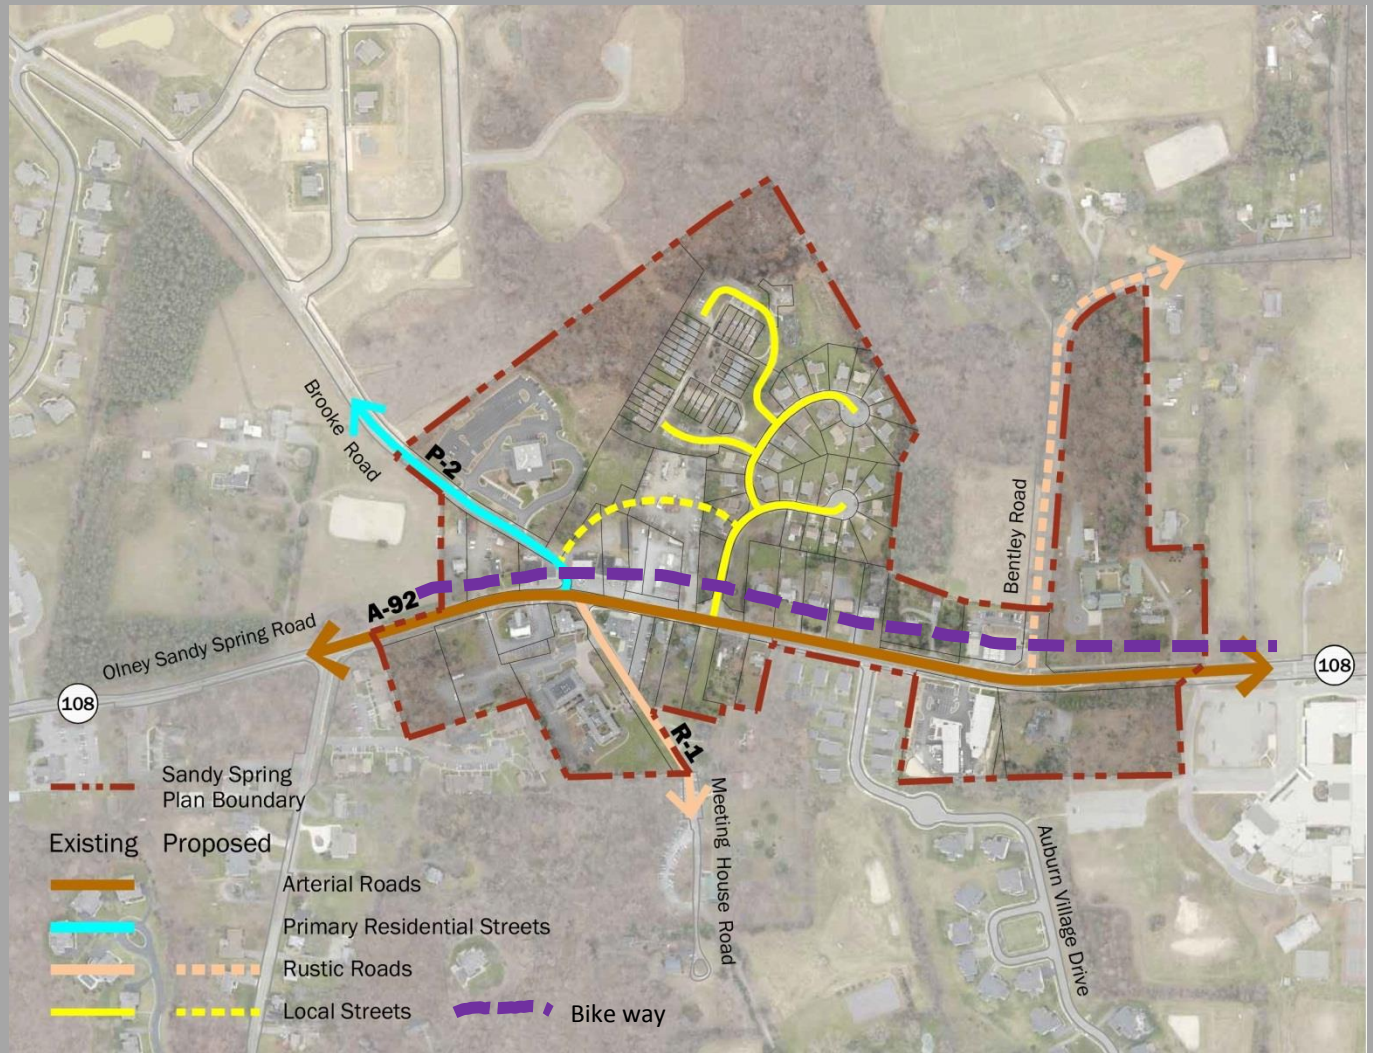 Brooke Road
P-2
Bentley Road
A-92
Olney Sandy Spring Road
108
108
R-1
Meeting House Road
Auburn Village Drive
Sandy Spring
Plan Boundary
Existing Proposed
Arterial Roads
Primary Residential Streets
Rustic Roads
Local Streets
Bike way